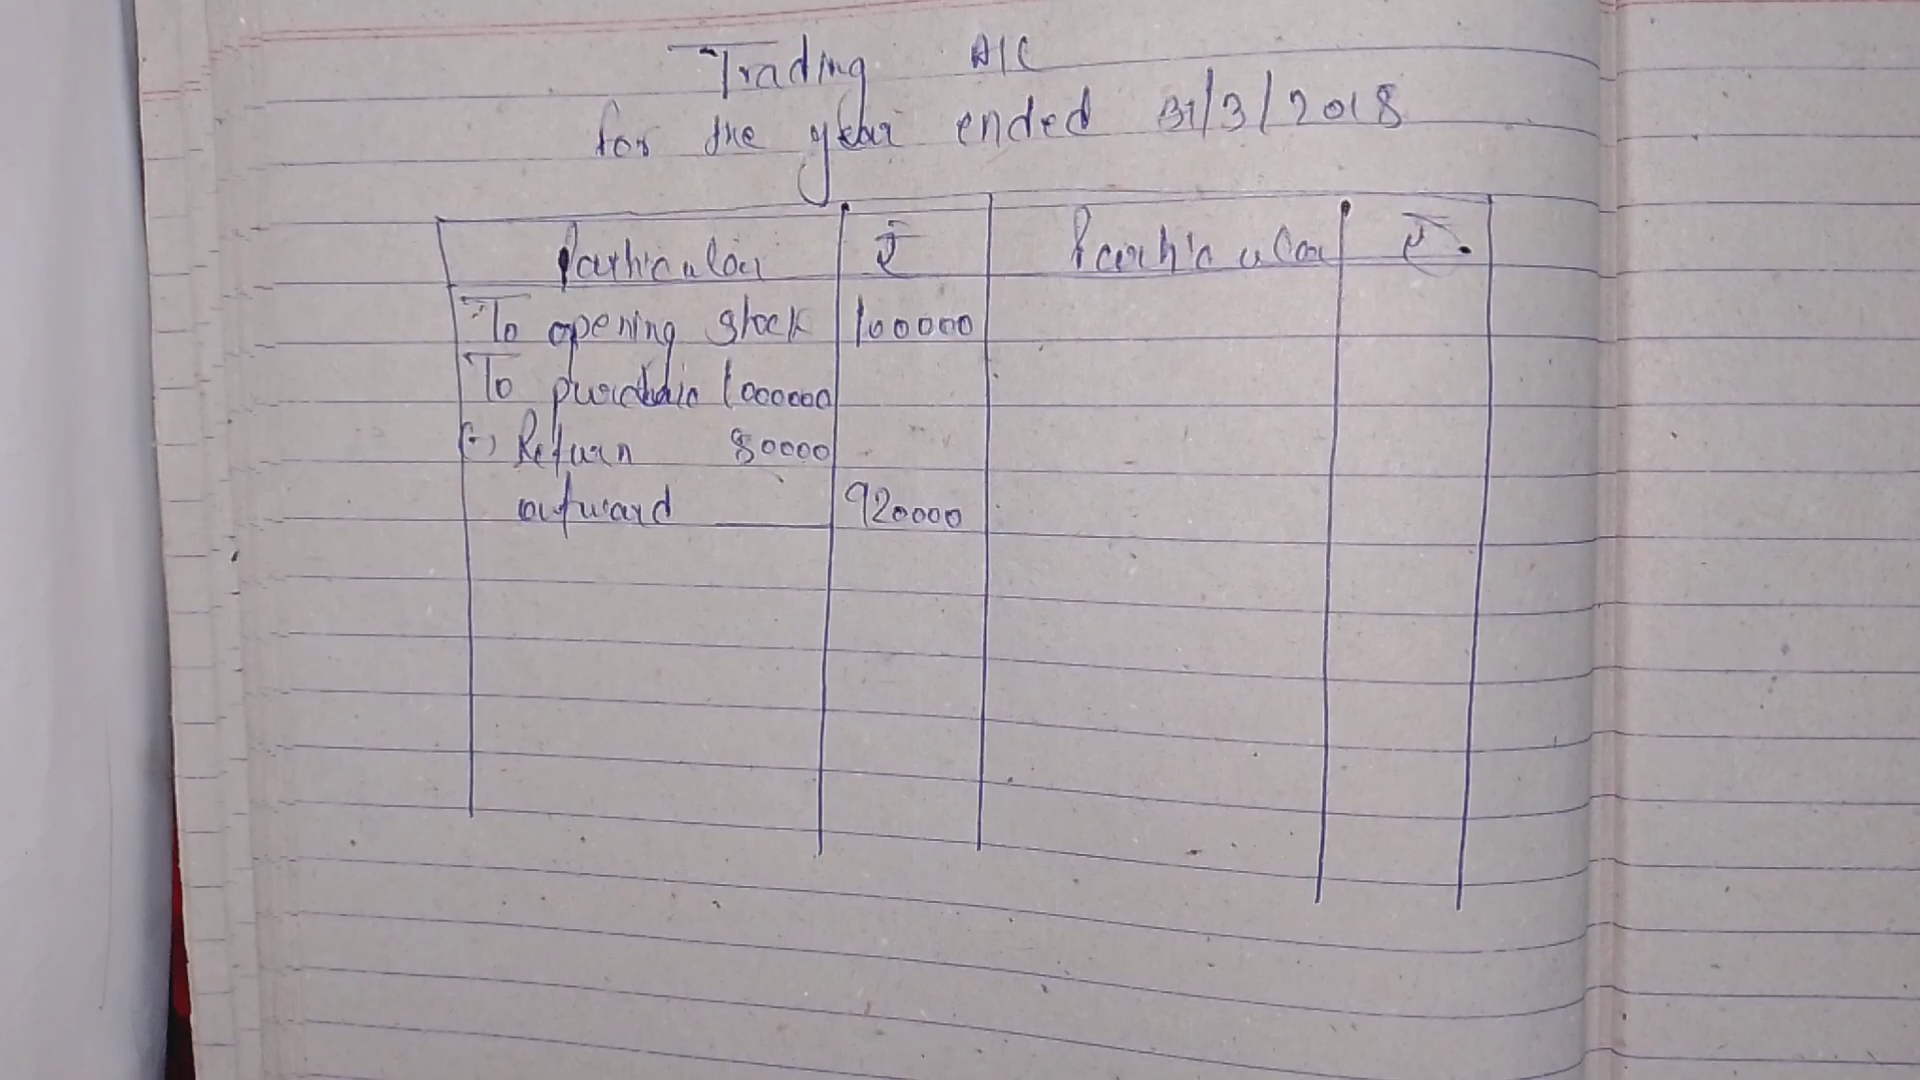 Trading A/C
for the year ended 31/3/2018
Particular ₹ Particular ₹
To opening stock 100000
To purchase 1000000
(-) Return 80000
outward 920000